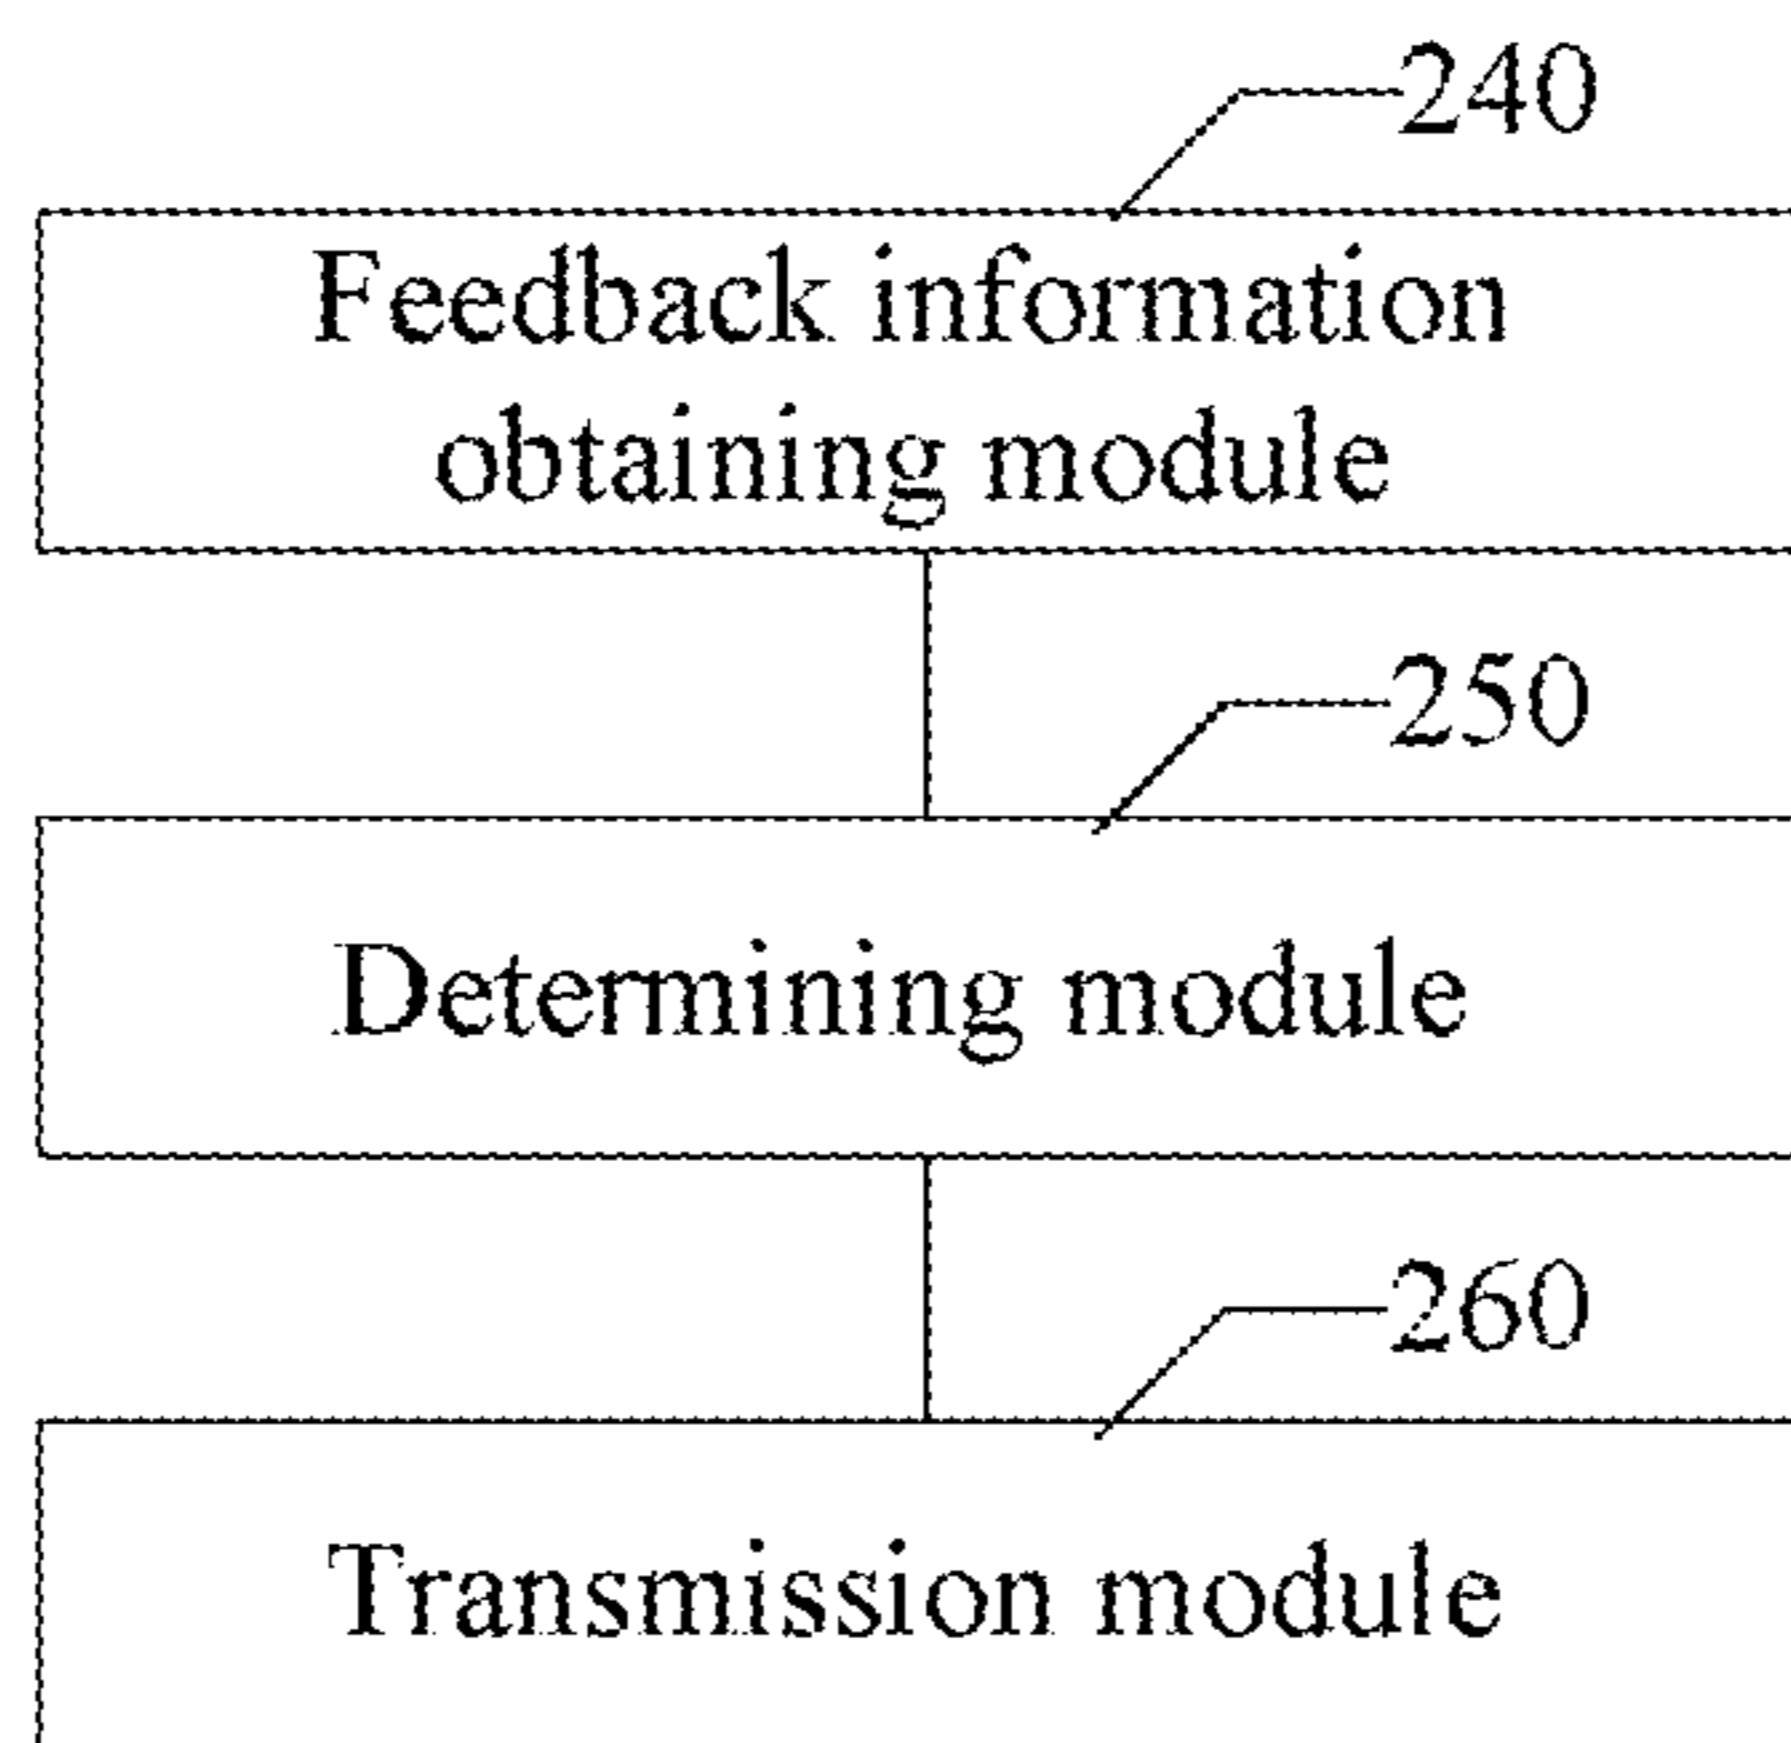 240
Feedback information
obtaining module
250
Determining module
260
Transmission module